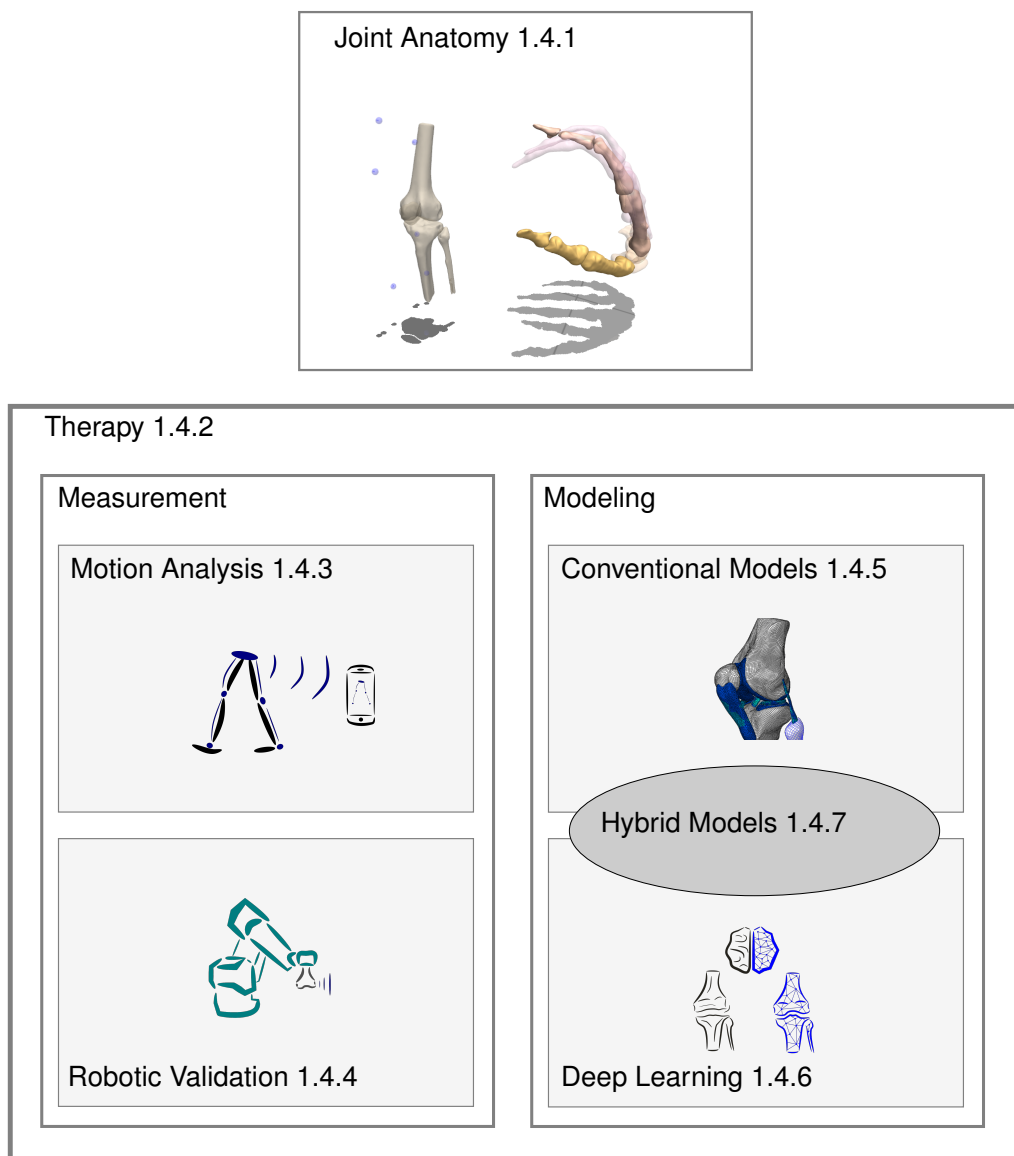 Joint Anatomy 1.4.1
Therapy 1.4.2
Measurement
Motion Analysis 1.4.3
Robotic Validation 1.4.4
Modeling
Conventional Models 1.4.5
Hybrid Models 1.4.7
Deep Learning 1.4.6